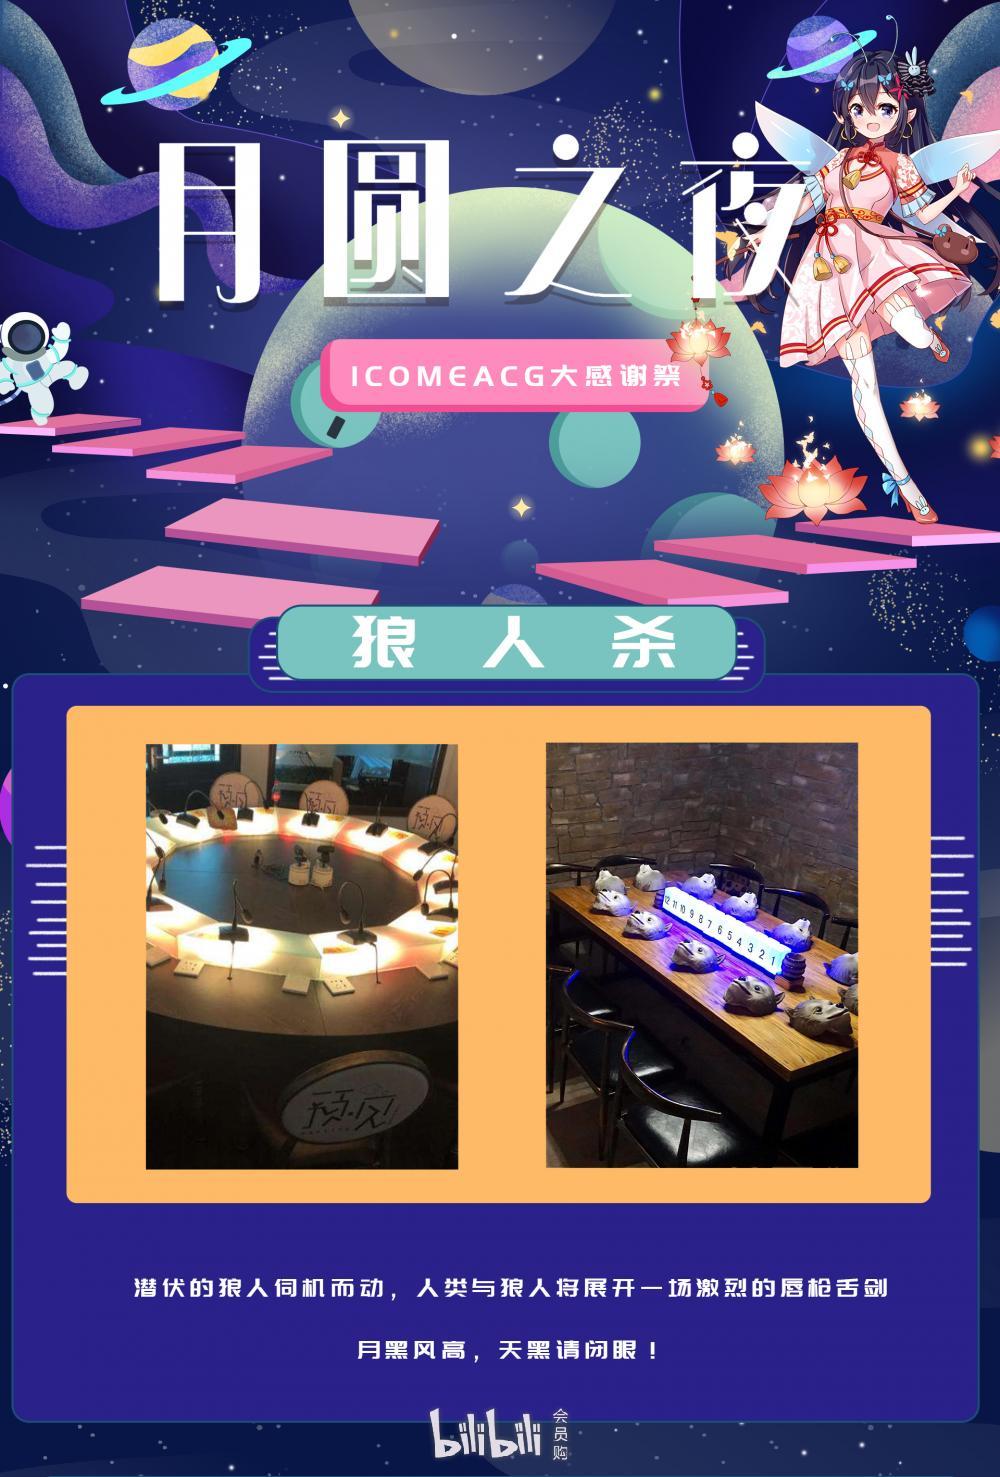 月圆之夜
ICOMEACG大感谢祭
狼人杀
12 11 10 9 8 7 6 5 4 3 2 1
潜伏的狼人伺机而动，人类与狼人将展开一场激烈的唇枪舌剑
月黑风高，天黑请闭眼！
bilibili 会员购